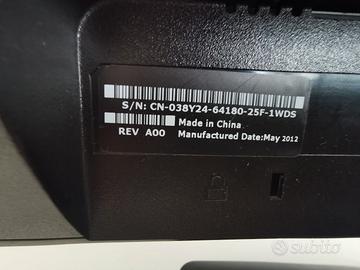 S/N: CN-038Y24-64180-25F-1WDS
Made in China
REV A00
Manufactured Date:May 2012
subito